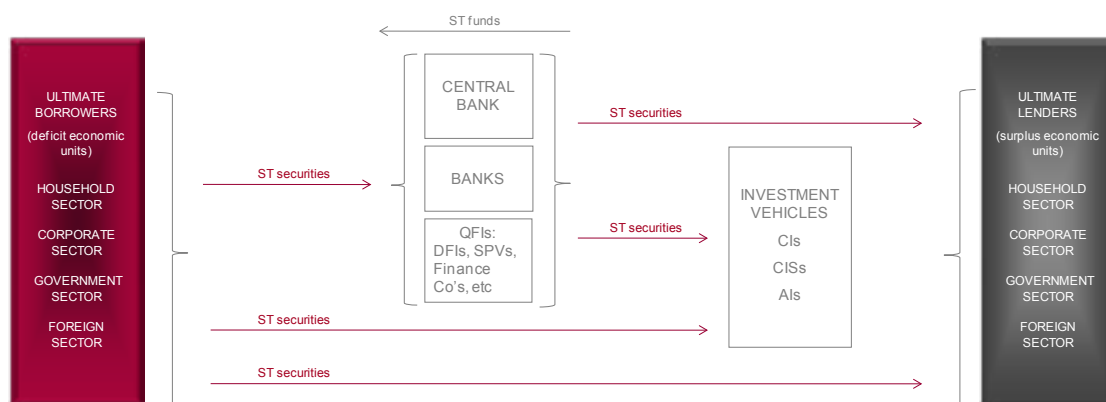 ST funds
ULTIMATE
BORROWERS
(deficit economic
units)
HOUSEHOLD
SECTOR
CORPORATE
SECTOR
GOVERNMENT
SECTOR
FOREIGN
SECTOR
ST securities
CENTRAL
BANK
BANKS
QFIs:
DFIs, SPVs,
Finance
Co's, etc
ST securities
ST securities
ST securities
ST securities
INVESTMENT
VEHICLES
CIs
CISs
AIs
ULTIMATE
LENDERS
(surplus economic
units)
HOUSEHOLD
SECTOR
CORPORATE
SECTOR
GOVERNMENT
SECTOR
FOREIGN
SECTOR